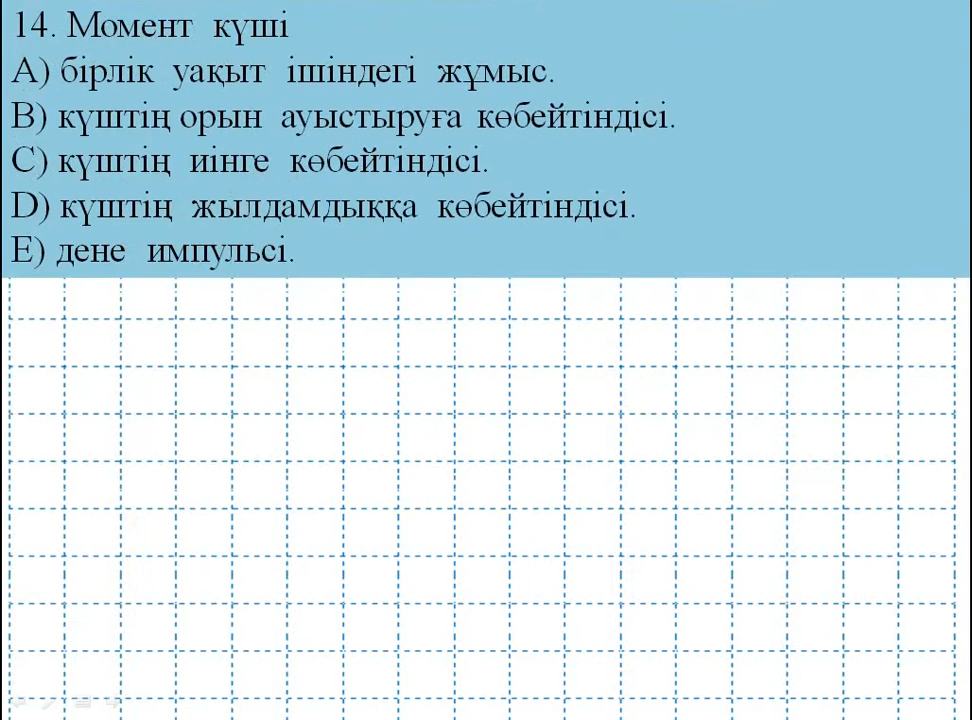 14. Момент күші
А) бірлік уақыт ішіндегі жұмыс.
В) күштің орын ауыстыруға көбейтіндісі.
С) күштің иінге көбейтіндісі.
D) күштің жылдамдыққа көбейтіндісі.
Е) дене импульсі.